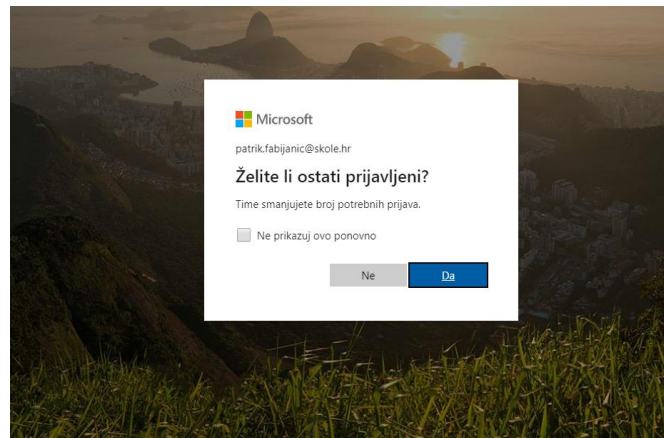 Microsoft
patrik.fabijanic@skole.hr
Želite li ostati prijavljeni?
Time smanjujete broj potrebnih prijava.
Ne prikazuj ovo ponovno
Ne
Da